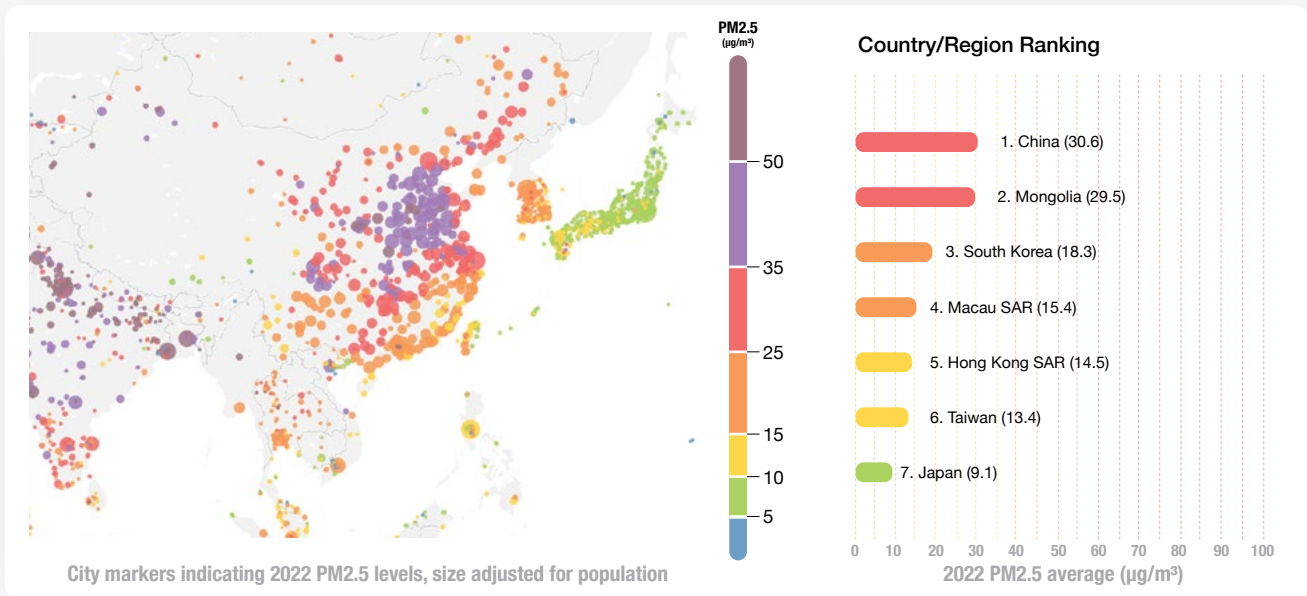 PM2.5
(µg/m³)
50
35
25
15
10
5
City markers indicating 2022 PM2.5 levels, size adjusted for population
Country/Region Ranking
1. China (30.6)
2. Mongolia (29.5)
3. South Korea (18.3)
4. Macau SAR (15.4)
5. Hong Kong SAR (14.5)
6. Taiwan (13.4)
7. Japan (9.1)
0 10 20 30 40 50 60 70 80 90 100
2022 PM2.5 average (µg/m³)